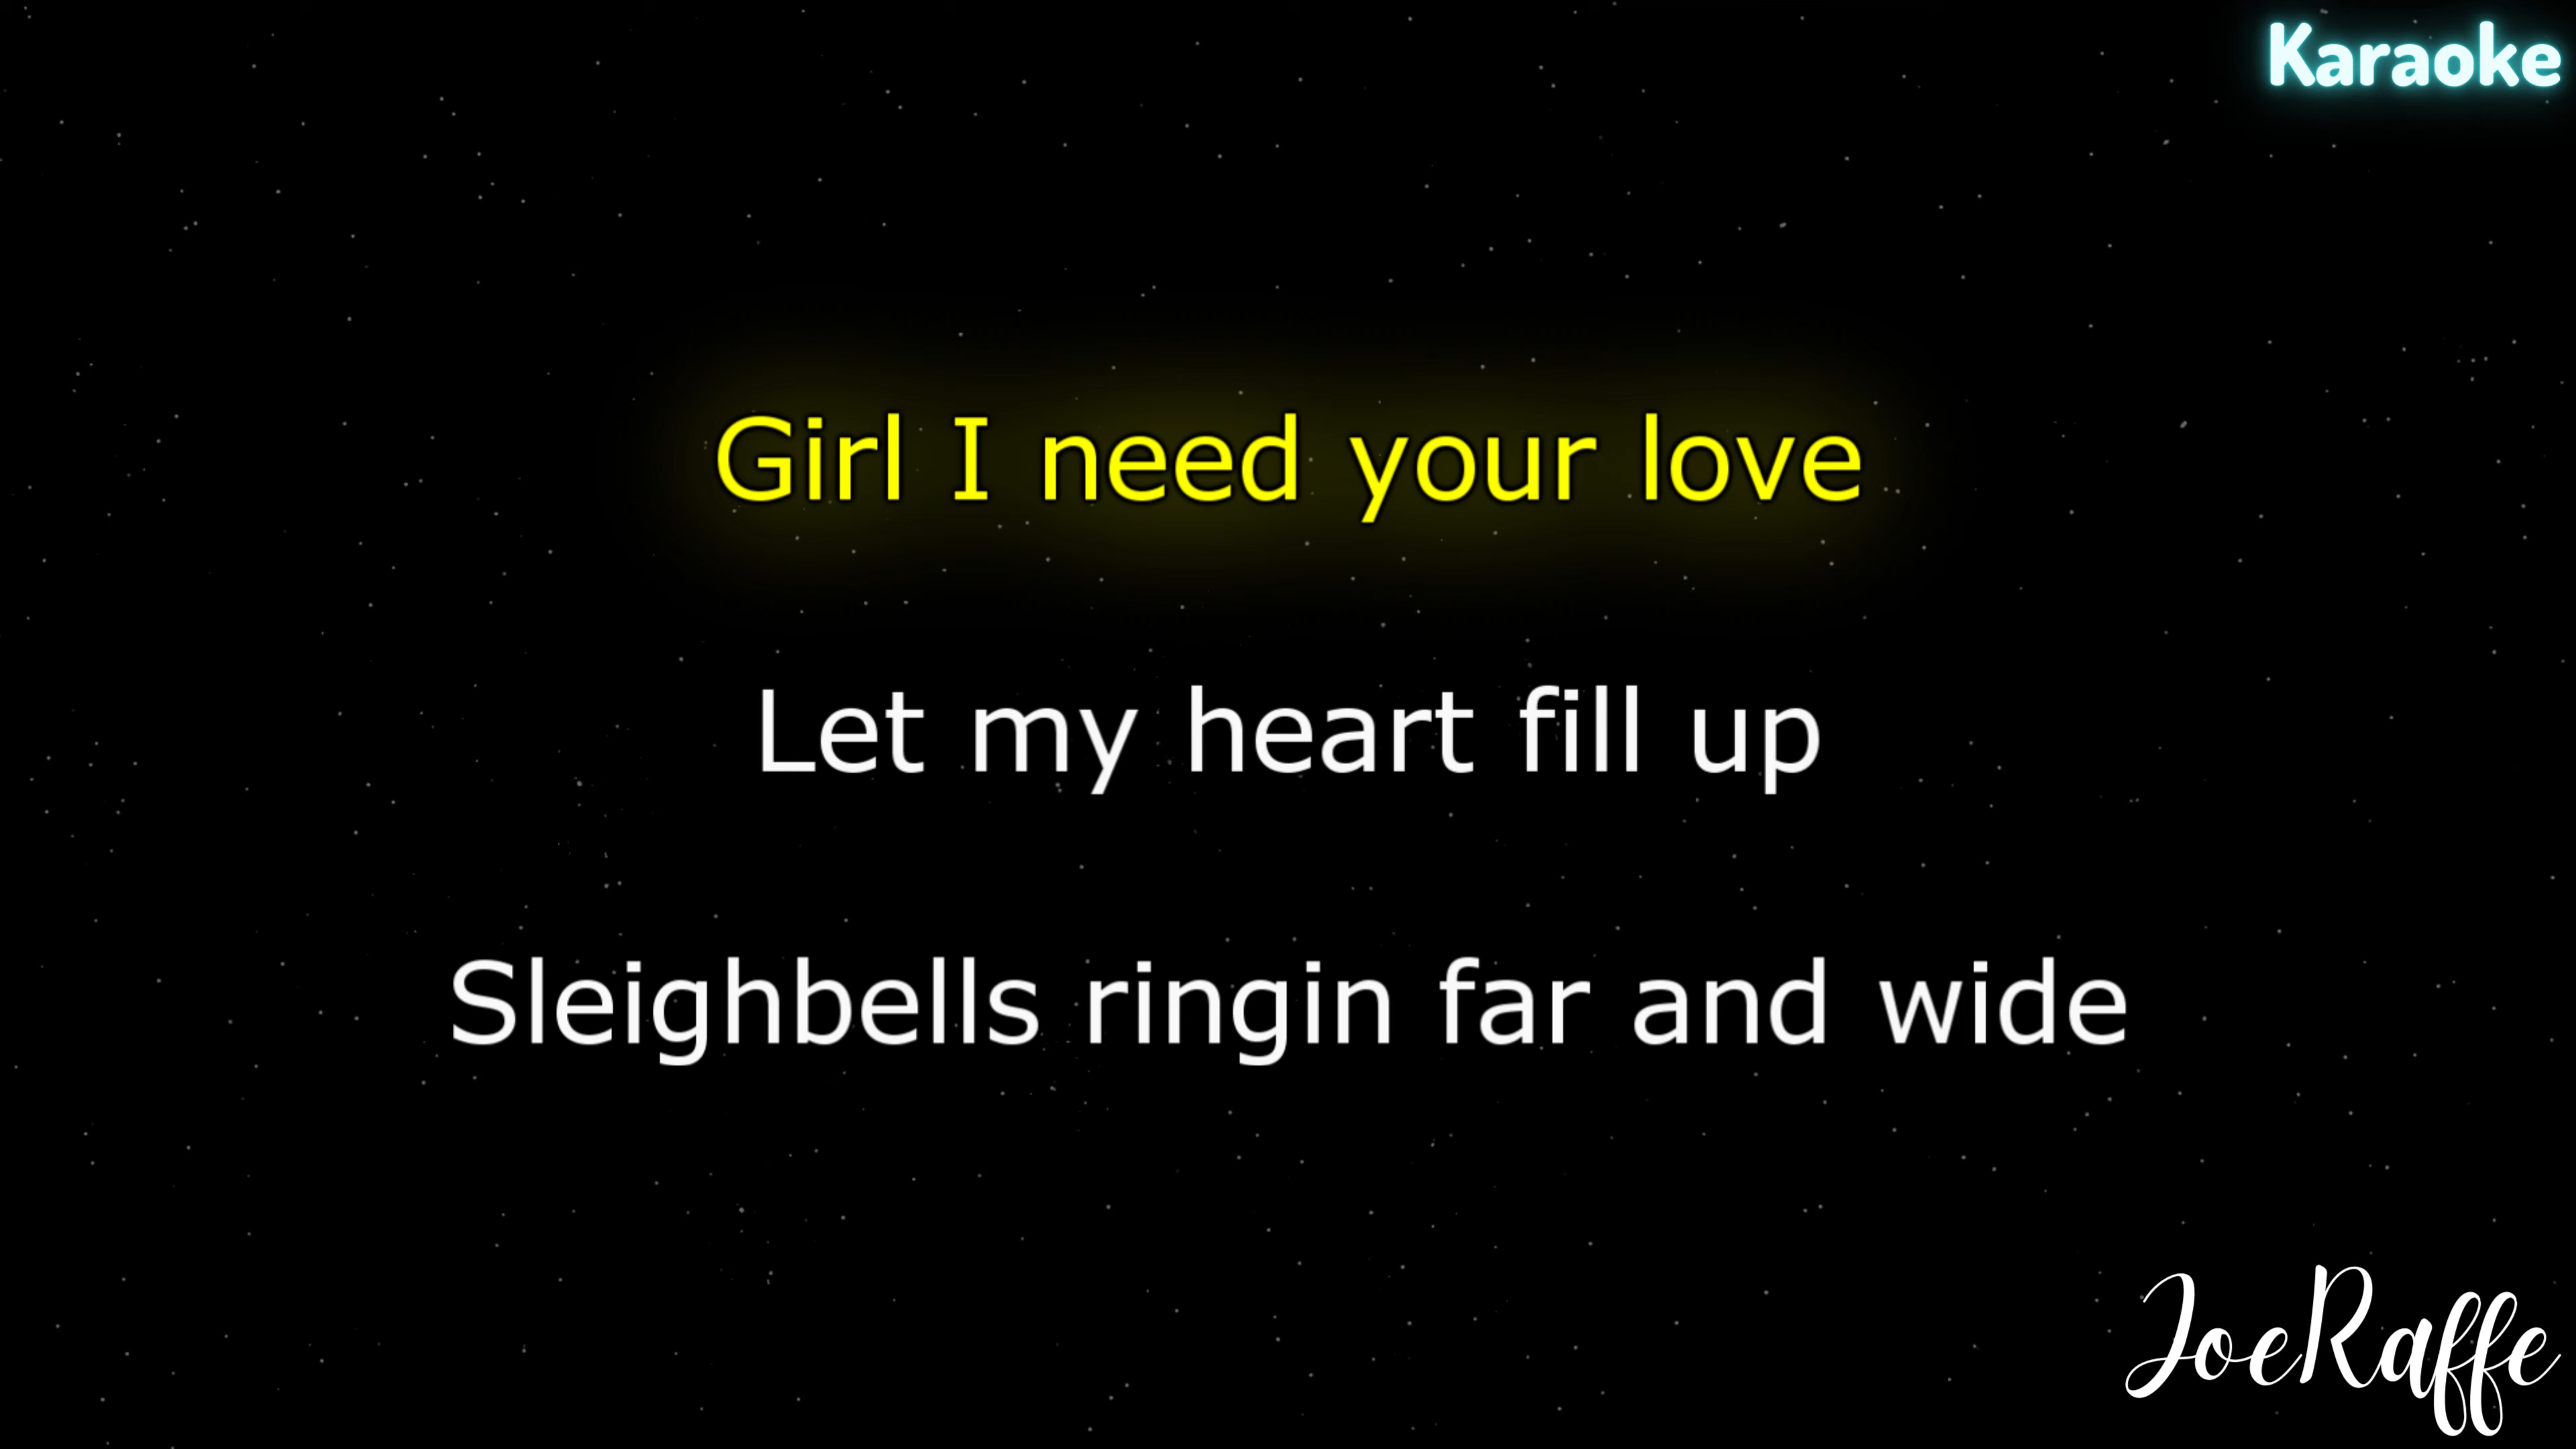 Karaoke
Girl I need your love
Let my heart fill up
Sleighbells ringin far and wide
JoeRaffe